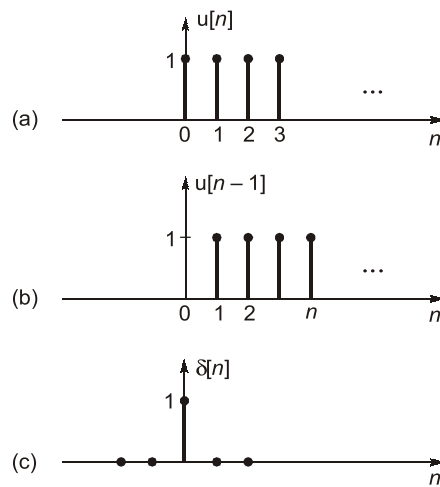 u[n]
1
(a)
0 1 2 3
...
n
u[n – 1]
1
(b)
0 1 2 n
...
n
δ[n]
1
(c)
n